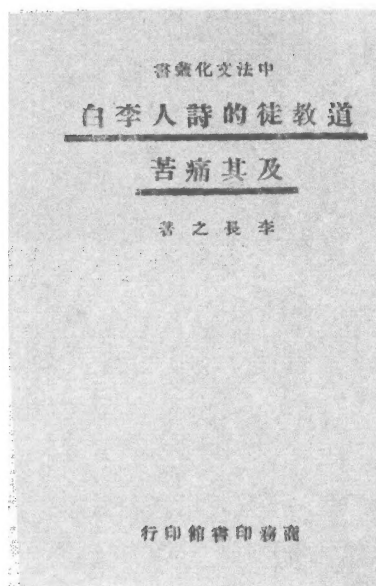 中法文化叢書
道教徒的詩人李白
及其痛苦
李長之著
商務印書館印行